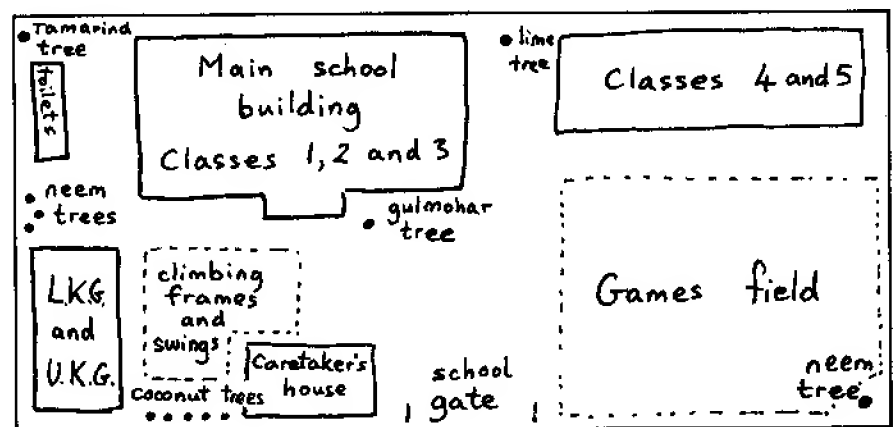 Tamarind
tree
toilets
Main school
building
Classes 1, 2 and 3
lime
tree
Classes 4 and 5
neem
trees
gulmohar
tree
L.K.G.
and
U.K.G.
climbing
frames
and
swings
Caretaker's
house
coconut trees
school
gate
Games field
neem
tree